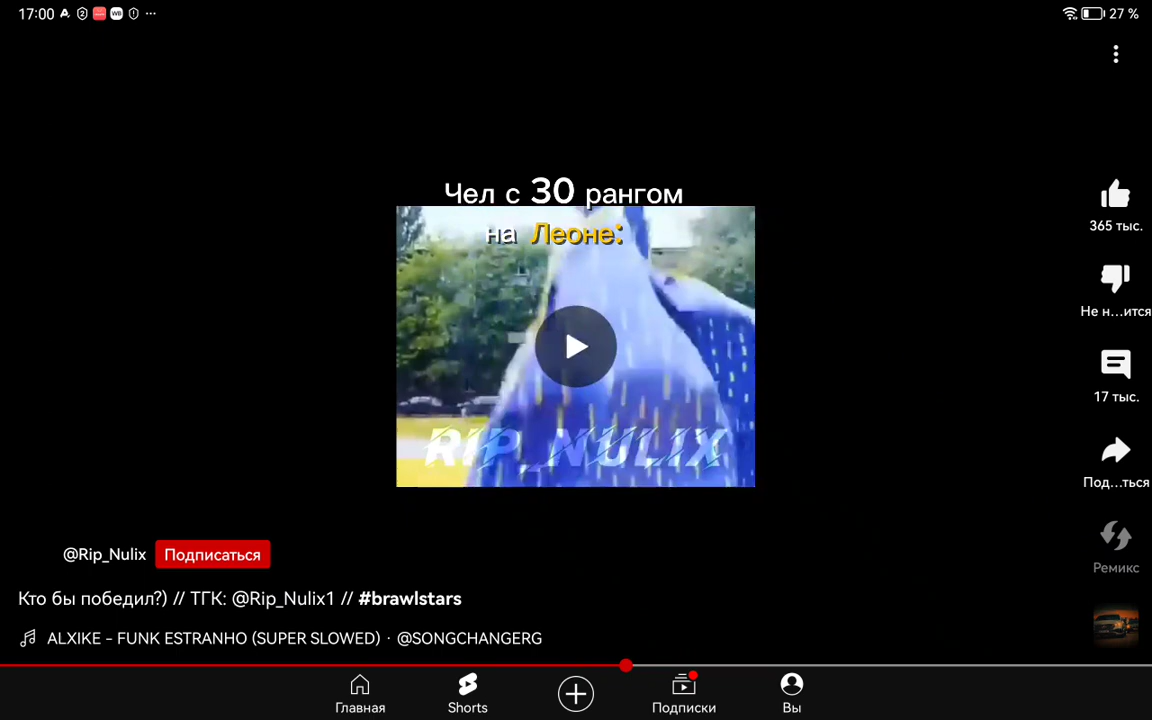 17:00
27 %
Чел с 30 рангом
на Леоне:
RIP_NULIX
365 тыс.
Не н...ится
17 тыс.
Под...ться
Ремикс
@Rip_Nulix Подписаться
Кто бы победил?) // ТГК: @Rip_Nulix1 // #brawlstars
ALXIKE - FUNK ESTRANHO (SUPER SLOWED) · @SONGCHANGERG
Главная
Shorts
Подписки
Вы